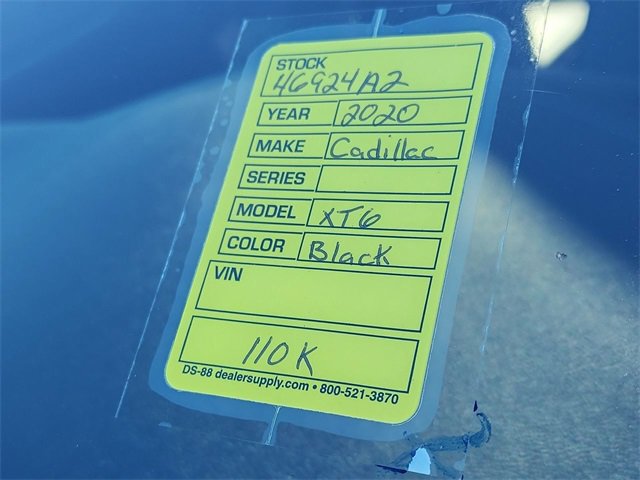 STOCK
46924A2
YEAR 2020
MAKE Cadillac
SERIES
MODEL XT6
COLOR Black
VIN
110K
DS-88 dealersupply.com • 800-521-3870